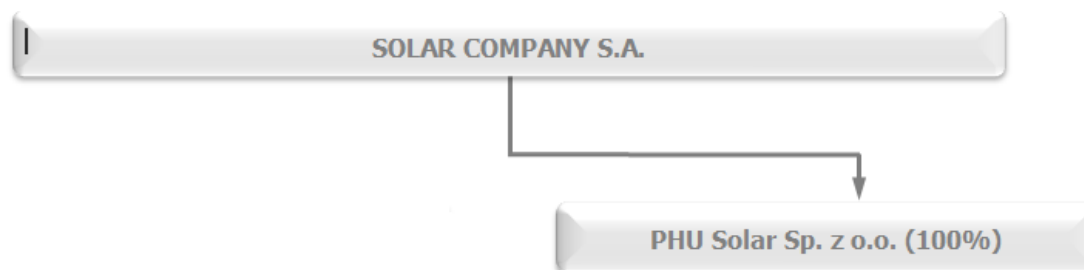 SOLAR COMPANY S.A.
PHU Solar Sp. z o.o. (100%)